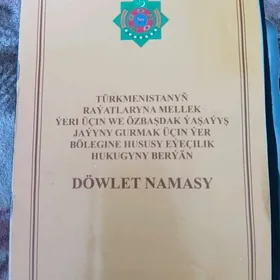 TÜRKMENISTANYŇ
RAÝATLARYNA MELLEK
ÝERI ÜÇIN WE ÖZBAŞDAK ÝAŞAÝYŞ
JAÝYNY GURMAK ÜÇIN ÝER
BÖLEGINE HUSUSY EÝEÇILIK
HUKUGYNY BERÝÄN
DÖWLET NAMASY